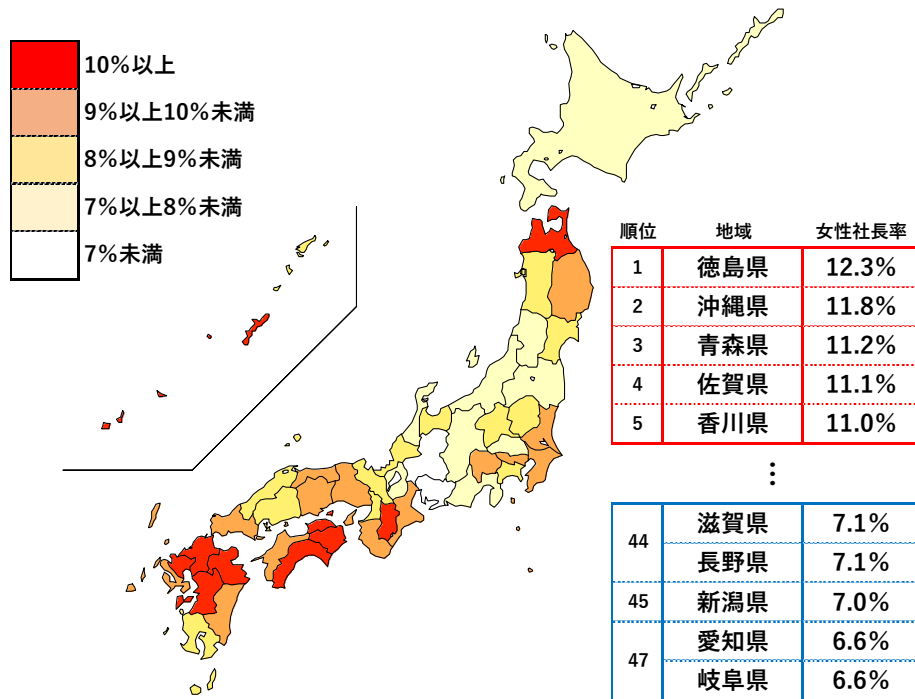 10%以上
9%以上10%未満
8%以上9%未満
7%以上8%未満
7%未満
順位 地域 女性社長率
1 徳島県 12.3%
2 沖縄県 11.8%
3 青森県 11.2%
4 佐賀県 11.1%
5 香川県 11.0%
⋮
44 滋賀県 7.1%
長野県 7.1%
45 新潟県 7.0%
47 愛知県 6.6%
岐阜県 6.6%